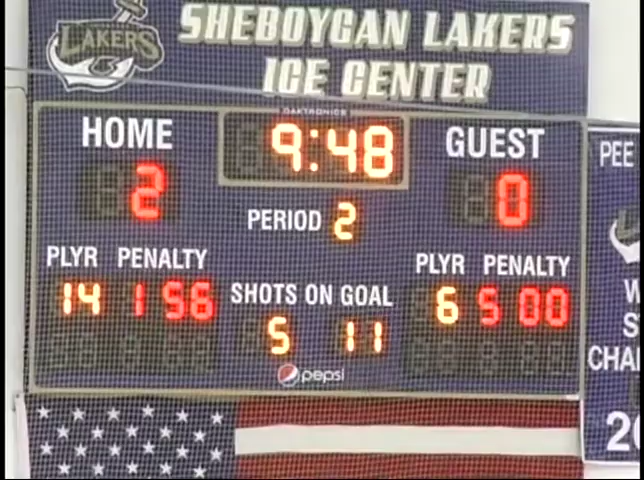 LAKERS
SHEBOYGAN LAKERS
ICE CENTER
DAKTRONICS
HOME
9:48
GUEST
2
0
PERIOD 2
PLYR PENALTY
PLYR PENALTY
14 1 56
6 5 00
SHOTS ON GOAL
5 11
pepsi
PEE
W
S
CHA
20